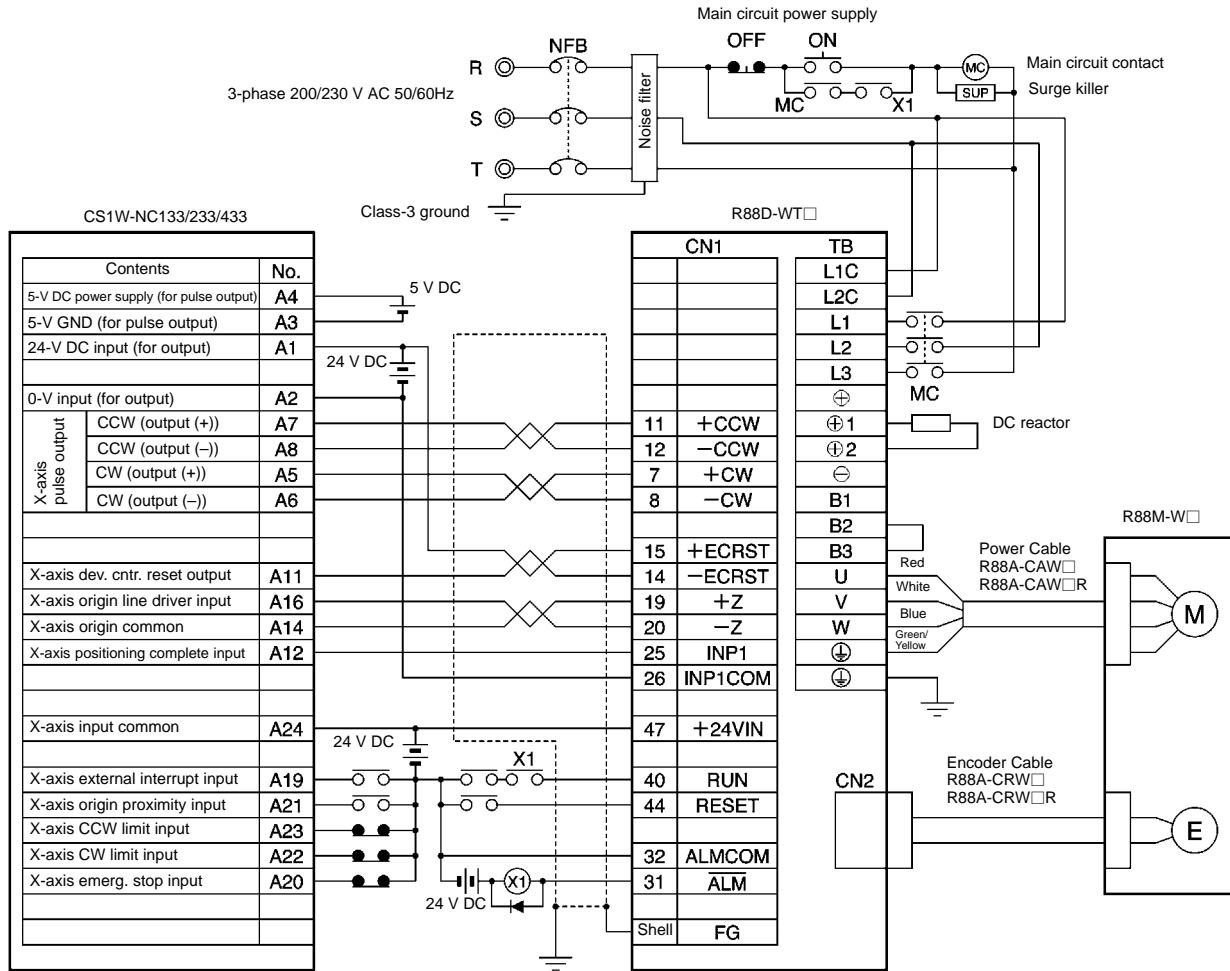 Main circuit power supply
OFF ON
NFB
R
MC Main circuit contact
SUP Surge killer
MC X1
3-phase 200/230 V AC 50/60Hz
Noise filter
S
T
Class-3 ground
CS1W-NC133/233/433
R88D-WT□
Contents No.
5-V DC power supply (for pulse output) A4
5-V GND (for pulse output) A3
24-V DC input (for output) A1
0-V input (for output) A2
X-axis pulse output
CCW (output (+)) A7
CCW (output (–)) A8
CW (output (+)) A5
CW (output (–)) A6
X-axis dev. cntr. reset output A11
X-axis origin line driver input A16
X-axis origin common A14
X-axis positioning complete input A12
X-axis input common A24
X-axis external interrupt input A19
X-axis origin proximity input A21
X-axis CCW limit input A23
X-axis CW limit input A22
X-axis emerg. stop input A20
5 V DC
24 V DC
24 V DC
X1
X1
24 V DC
CN1
11 +CCW
12 −CCW
7 +CW
8 −CW
15 +ECRST
14 −ECRST
19 +Z
20 −Z
25 INP1
26 INP1COM
47 +24VIN
40 RUN
44 RESET
32 ALMCOM
31 ALM
Shell FG
TB
L1C
L2C
L1
L2
L3
⊕
⊕1
⊕2
⊖
B1
B2
B3
U
V
W
MC
DC reactor
Red
White
Blue
Green/
Yellow
Power Cable
R88A-CAW□
R88A-CAW□R
R88M-W□
M
CN2
Encoder Cable
R88A-CRW□
R88A-CRW□R
E